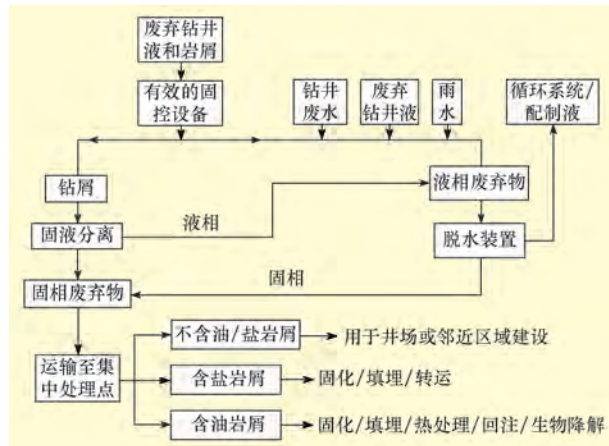 废弃钻井
液和岩屑
有效的固
控设备
钻井
废水
废弃
钻井液
雨
水
循环系统/
配制液
钻屑
液相废弃物
固液分离
液相
脱水装置
固相
固相废弃物
运输至集
中处理点
不含油/盐岩屑
用于井场或邻近区域建设
含盐岩屑
固化/填埋/转运
含油岩屑
固化/填埋/热处理/回注/生物降解